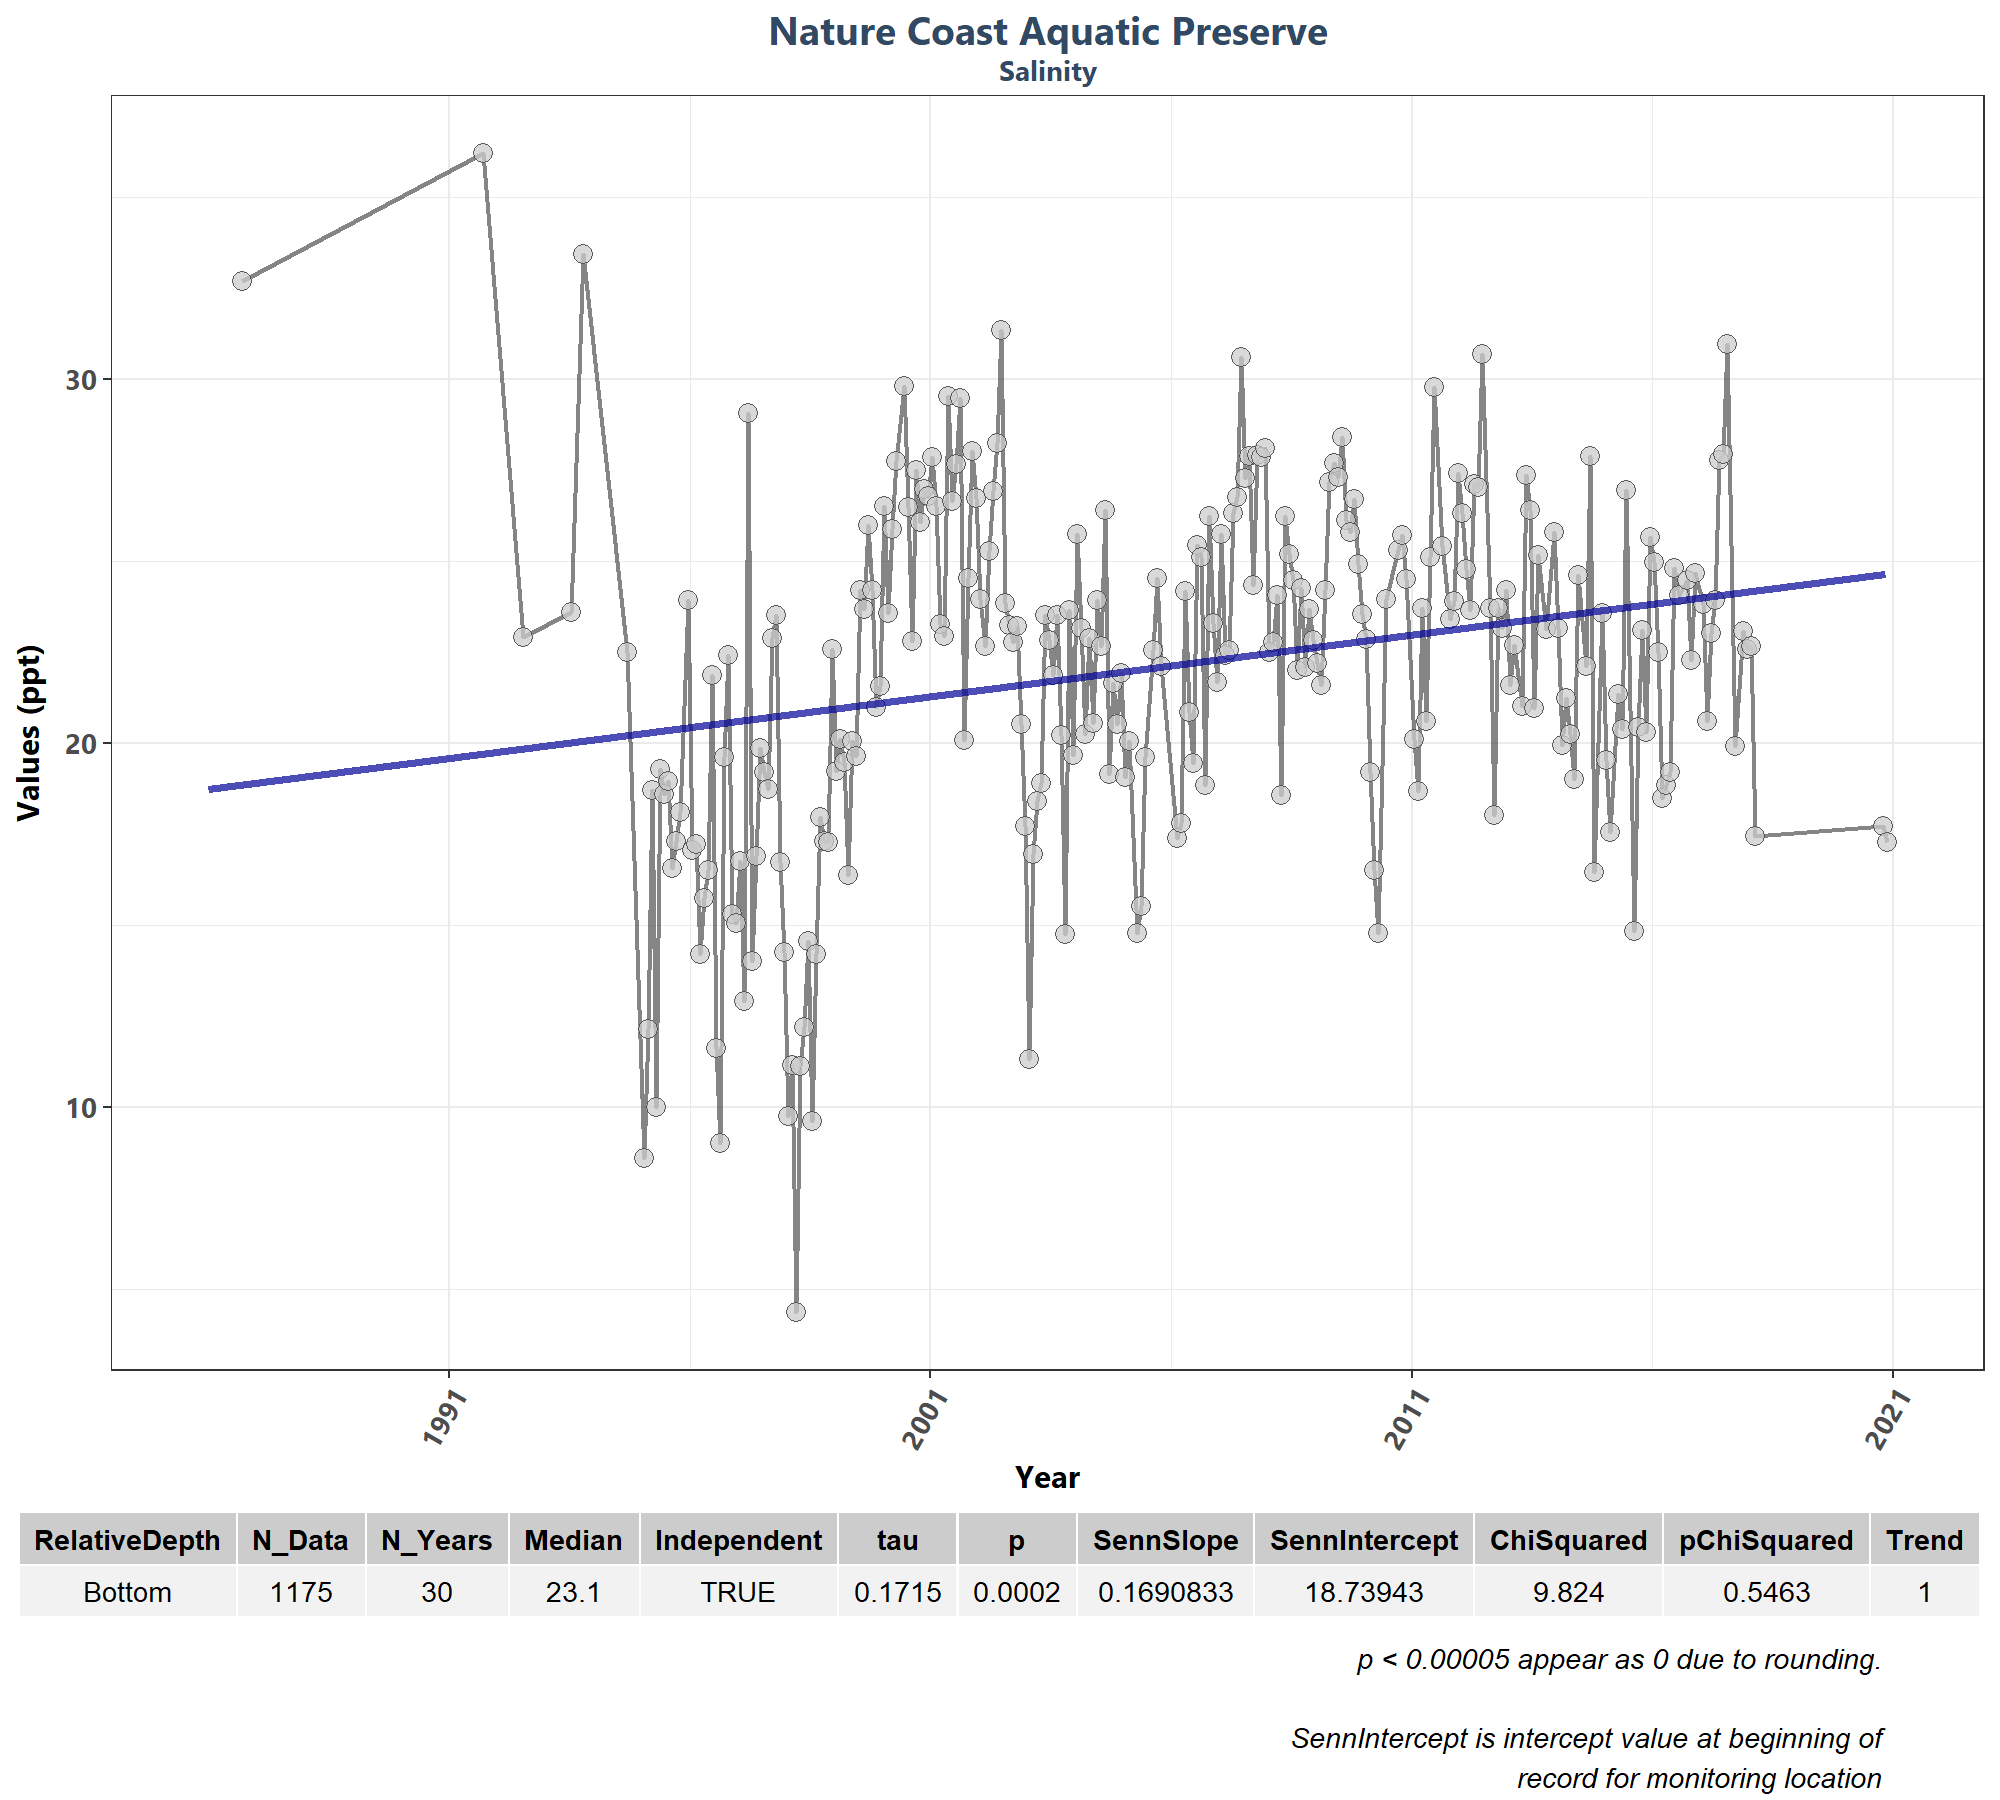 Nature Coast Aquatic Preserve
Salinity
Values (ppt)
30
20
10
1991
2001
2011
2021
Year
RelativeDepth N_Data N_Years Median Independent tau p SennSlope SennIntercept ChiSquared pChiSquared Trend
Bottom 1175 30 23.1 TRUE 0.1715 0.0002 0.1690833 18.73943 9.824 0.5463 1
p < 0.00005 appear as 0 due to rounding.
SennIntercept is intercept value at beginning of
record for monitoring location